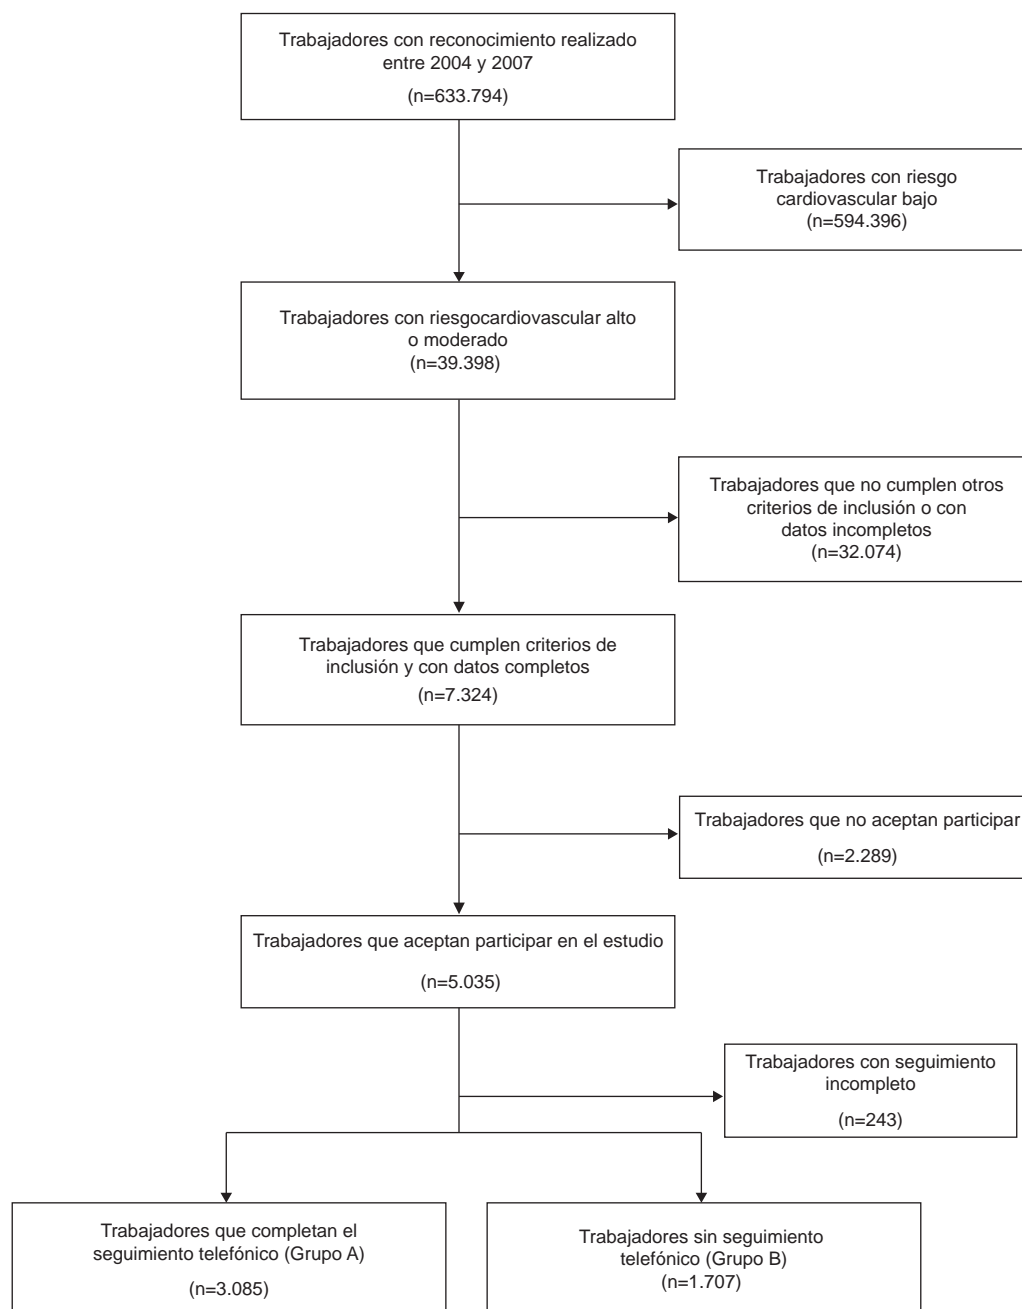 Trabajadores con reconocimiento realizado
entre 2004 y 2007
(n=633.794)
Trabajadores con riesgo
cardiovascular bajo
(n=594.396)
Trabajadores con riesgocardiovascular alto
o moderado
(n=39.398)
Trabajadores que no cumplen otros
criterios de inclusión o con
datos incompletos
(n=32.074)
Trabajadores que cumplen criterios de
inclusión y con datos completos
(n=7.324)
Trabajadores que no aceptan participar
(n=2.289)
Trabajadores que aceptan participar en el estudio
(n=5.035)
Trabajadores con seguimiento
incompleto
(n=243)
Trabajadores que completan el
seguimiento telefónico (Grupo A)
(n=3.085)
Trabajadores sin seguimiento
telefónico (Grupo B)
(n=1.707)